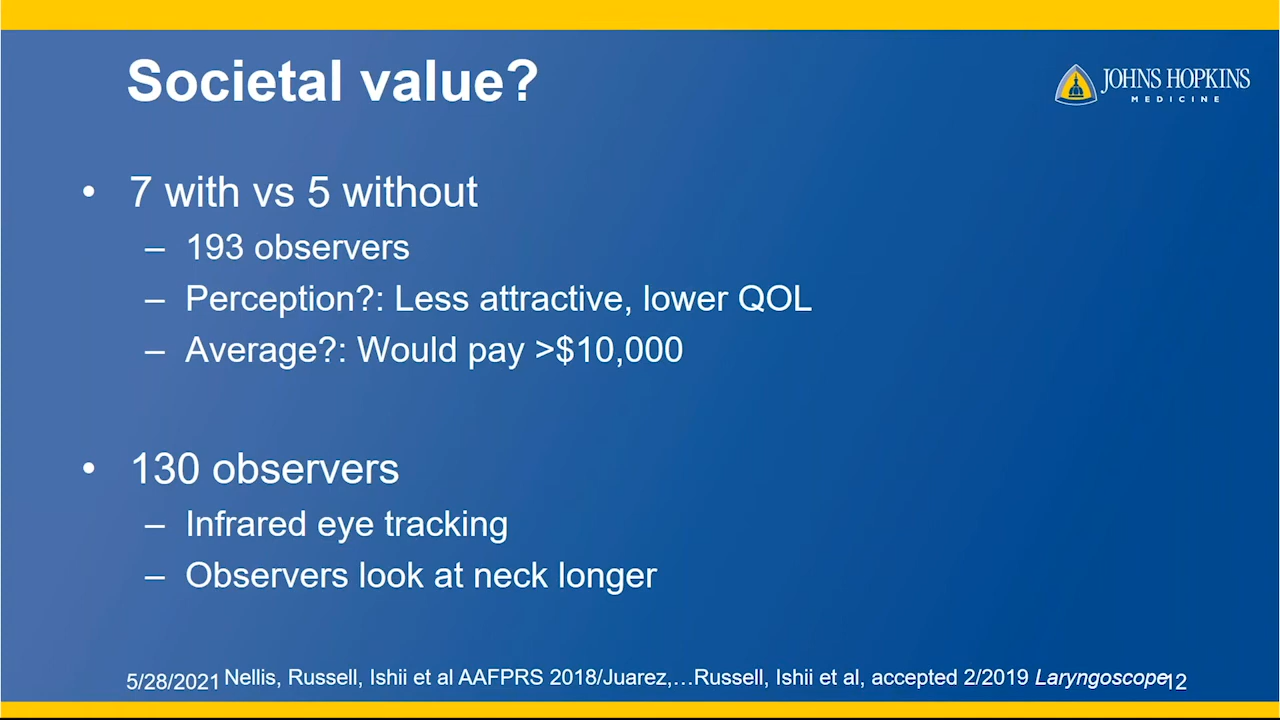 Societal value?
JOHNS HOPKINS
MEDICINE
• 7 with vs 5 without
– 193 observers
– Perception?: Less attractive, lower QOL
– Average?: Would pay >$10,000
• 130 observers
– Infrared eye tracking
– Observers look at neck longer
5/28/2021 Nellis, Russell, Ishii et al AAFPRS 2018/Juarez,…Russell, Ishii et al, accepted 2/2019 Laryngoscope 12